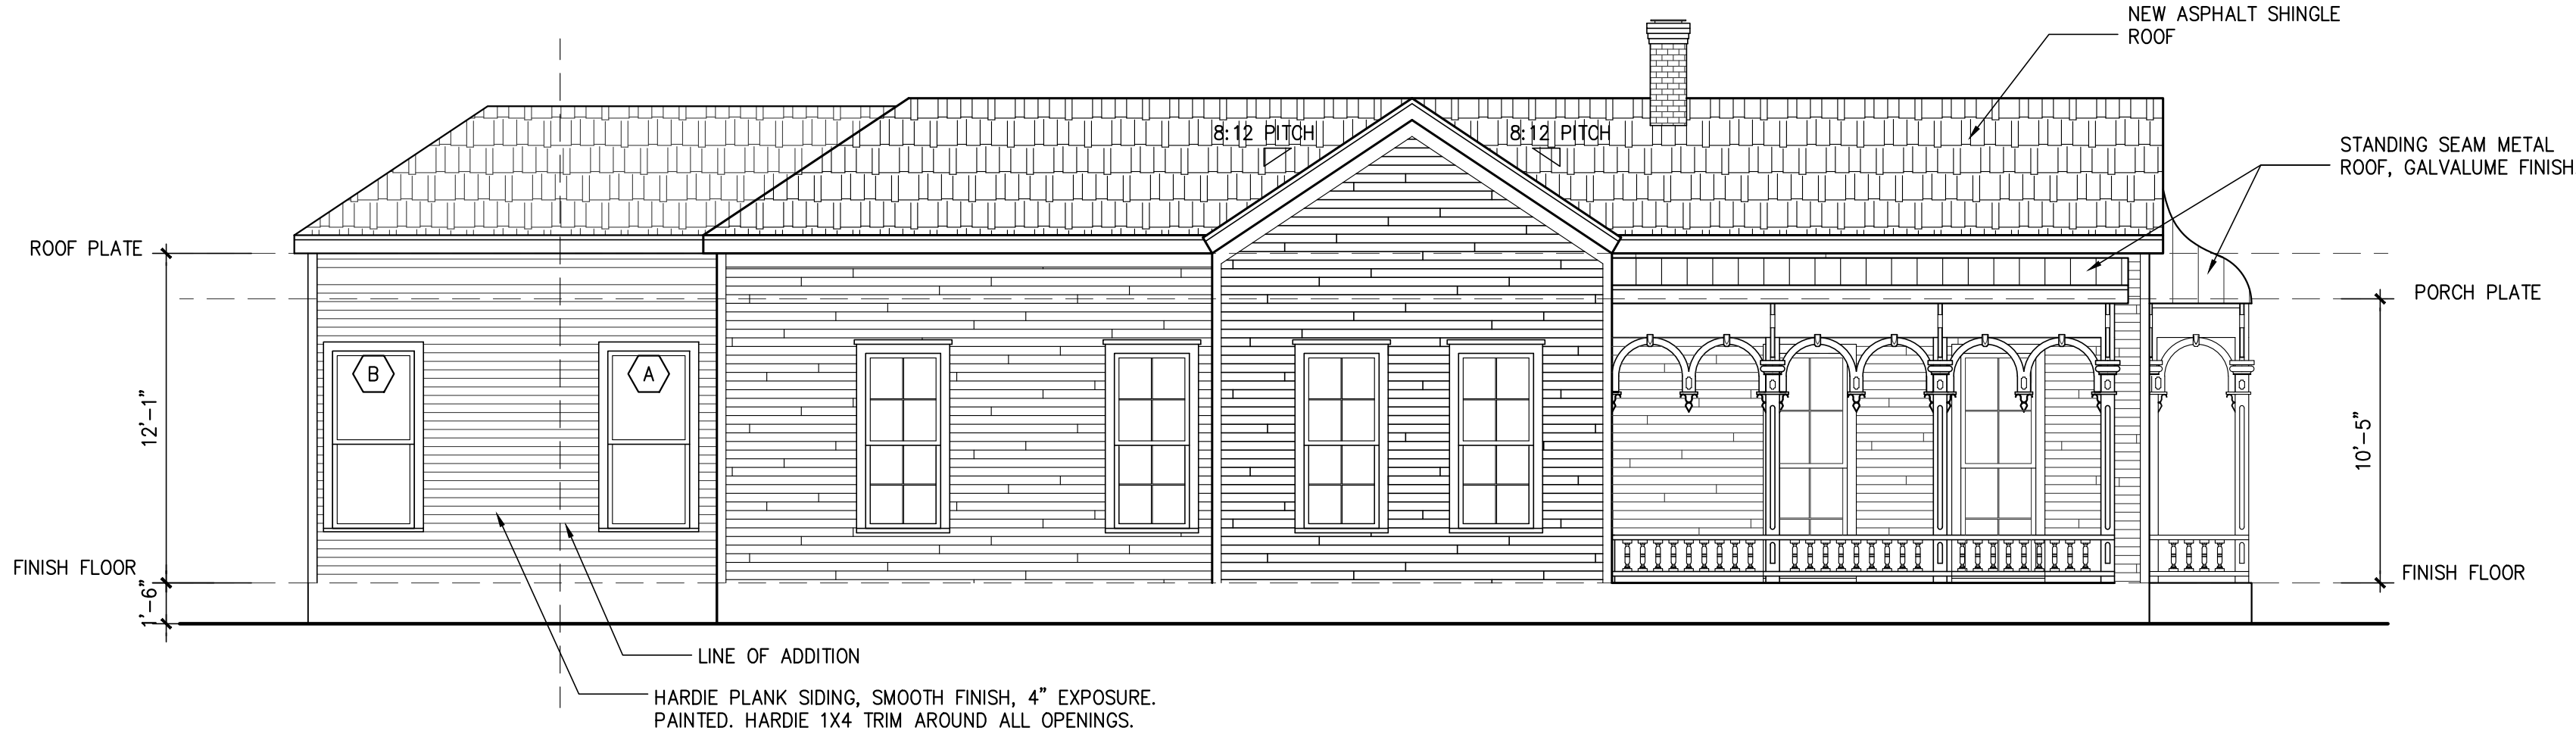 NEW ASPHALT SHINGLE
ROOF
8:12 PITCH
8:12 PITCH
STANDING SEAM METAL
ROOF, GALVALUME FINISH
ROOF PLATE
PORCH PLATE
B
A
12'-1"
10'-5"
FINISH FLOOR
FINISH FLOOR
1'-6"
LINE OF ADDITION
HARDIE PLANK SIDING, SMOOTH FINISH, 4" EXPOSURE.
PAINTED. HARDIE 1X4 TRIM AROUND ALL OPENINGS.